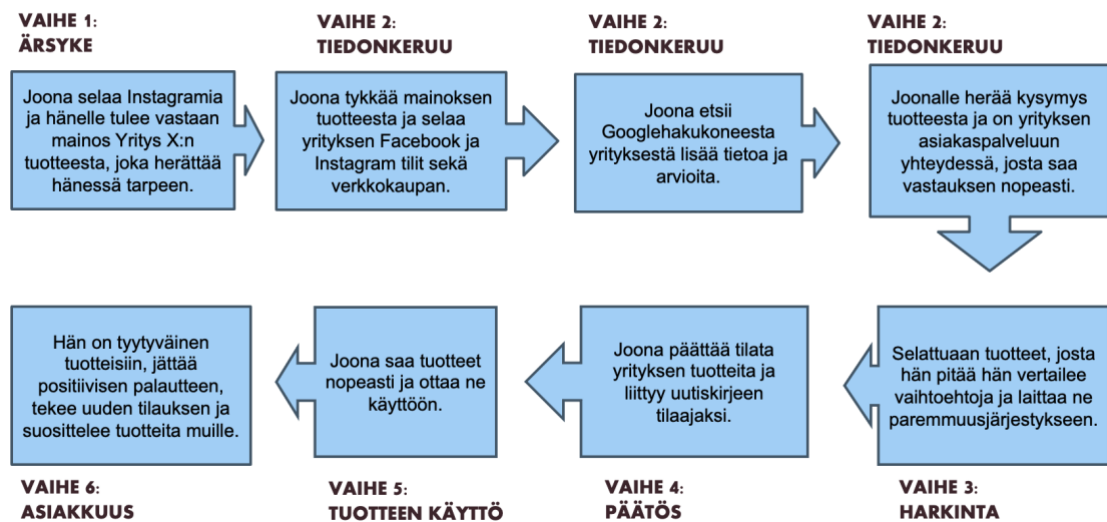 VAIHE 1:
ÄRSYKE
Joona selaa Instagramia
ja hänelle tulee vastaan
mainos Yritys X:n
tuotteesta, joka herättää
hänessä tarpeen.
VAIHE 2:
TIEDONKERUU
Joona tykkää mainoksen
tuotteesta ja selaa
yrityksen Facebook ja
Instagram tilit sekä
verkkokaupan.
VAIHE 2:
TIEDONKERUU
Joona etsii
Googlehakukoneesta
yrityksestä lisää tietoa ja
arvioita.
VAIHE 2:
TIEDONKERUU
Joonalle herää kysymys
tuotteesta ja on yrityksen
asiakaspalveluun
yhteydessä, josta saa
vastauksen nopeasti.
Selattuaan tuotteet, josta
hän pitää hän vertailee
vaihtoehtoja ja laittaa ne
paremmuusjärjestykseen.
VAIHE 3:
HARKINTA
Joona päättää tilata
yrityksen tuotteita ja
liittyy uutiskirjeen
tilaajaksi.
VAIHE 4:
PÄÄTÖS
Joona saa tuotteet
nopeasti ja ottaa ne
käyttöön.
VAIHE 5:
TUOTTEEN KÄYTTÖ
Hän on tyytyväinen
tuotteisiin, jättää
positiivisen palautteen,
tekee uuden tilauksen ja
suosittelee tuotteita muille.
VAIHE 6:
ASIAKKUUS